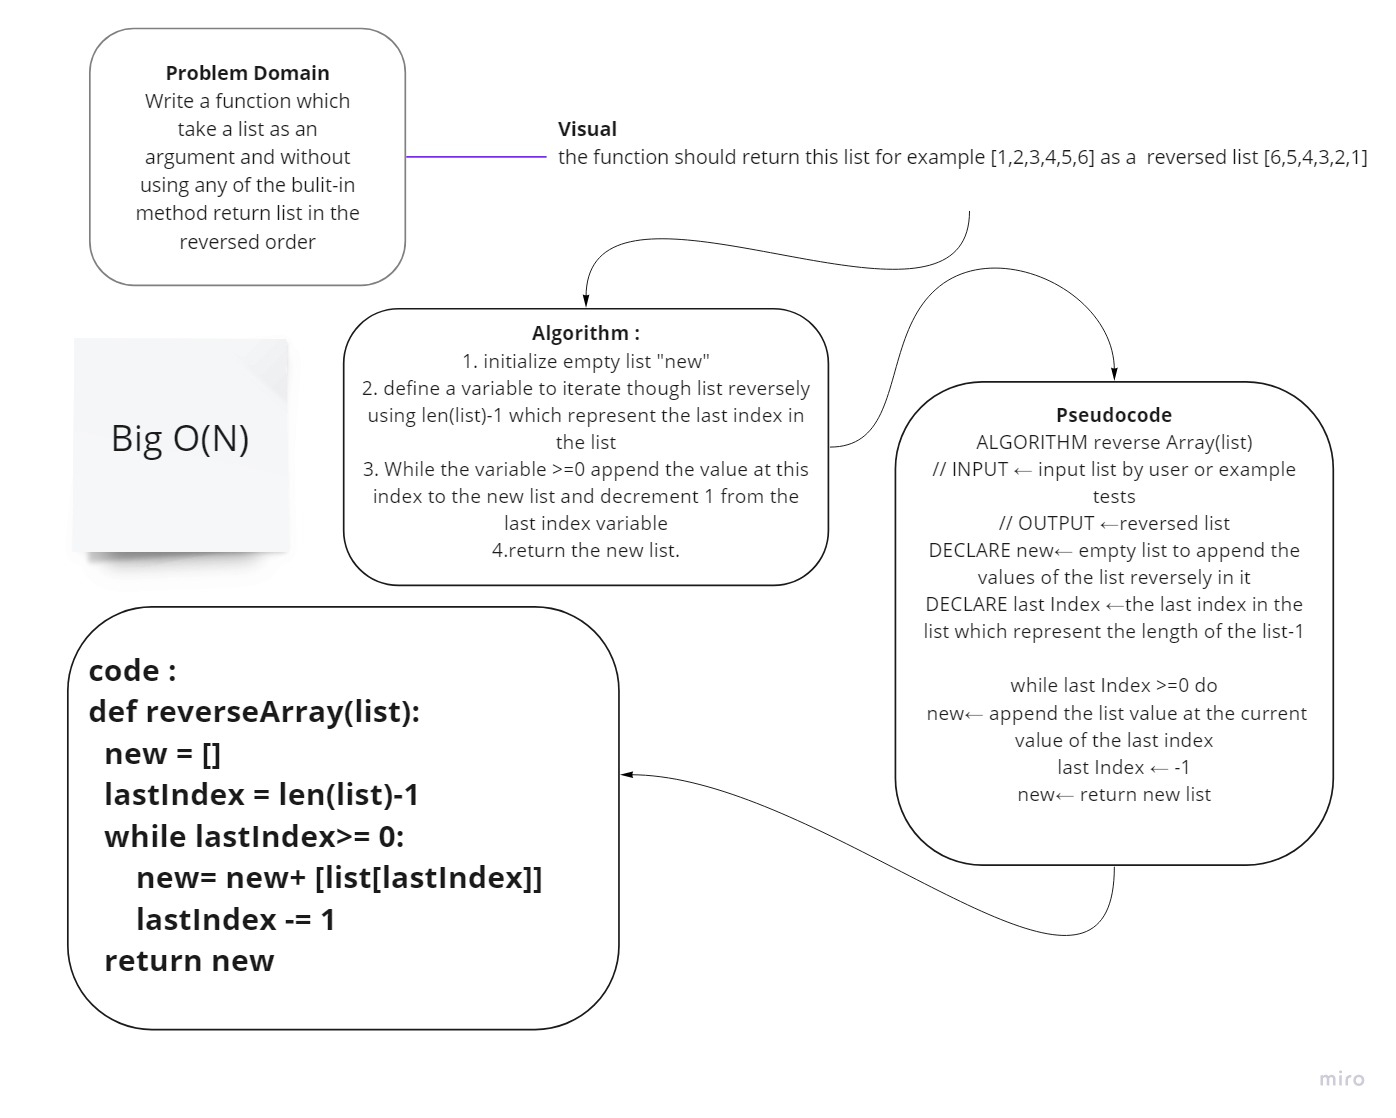 Problem Domain
Write a function which
take a list as an
argument and without
using any of the bulit-in
method return list in the
reversed order
Visual
the function should return this list for example [1,2,3,4,5,6] as a  reversed list [6,5,4,3,2,1]
Algorithm :
1. initialize empty list "new"
2. define a variable to iterate though list reversely
using len(list)-1 which represent the last index in
the list
3. While the variable >=0 append the value at this
index to the new list and decrement 1 from the
last index variable
4.return the new list.
Big O(N)
Pseudocode
ALGORITHM reverse Array(list)
// INPUT ← input list by user or example
tests
// OUTPUT ←reversed list
DECLARE new← empty list to append the
values of the list reversely in it
DECLARE last Index ←the last index in the
list which represent the length of the list-1
while last Index >=0 do
new← append the list value at the current
value of the last index
last Index ← -1
new← return new list
code :
def reverseArray(list):
  new = []
  lastIndex = len(list)-1
  while lastIndex>= 0:
      new= new+ [list[lastIndex]]
      lastIndex -= 1
  return new
miro